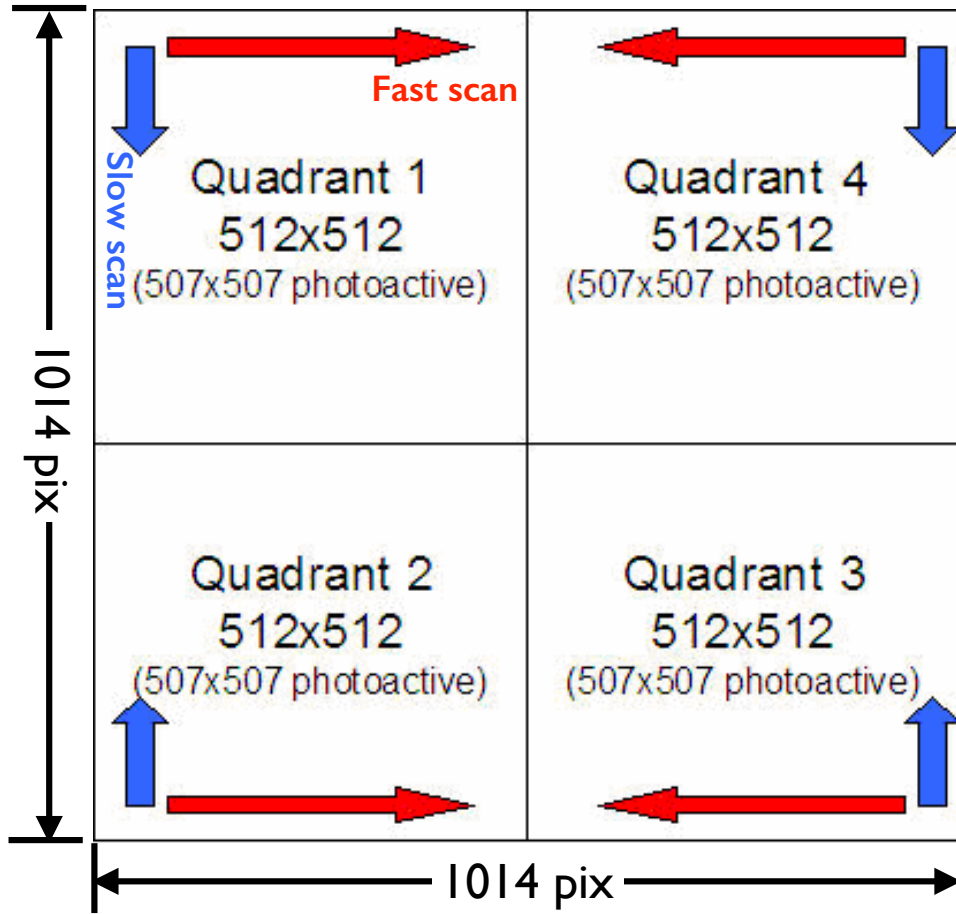 Fast scan
Slow scan
Quadrant 1
512x512
(507x507 photoactive)
Quadrant 4
512x512
(507x507 photoactive)
1014 pix
Quadrant 2
512x512
(507x507 photoactive)
Quadrant 3
512x512
(507x507 photoactive)
1014 pix